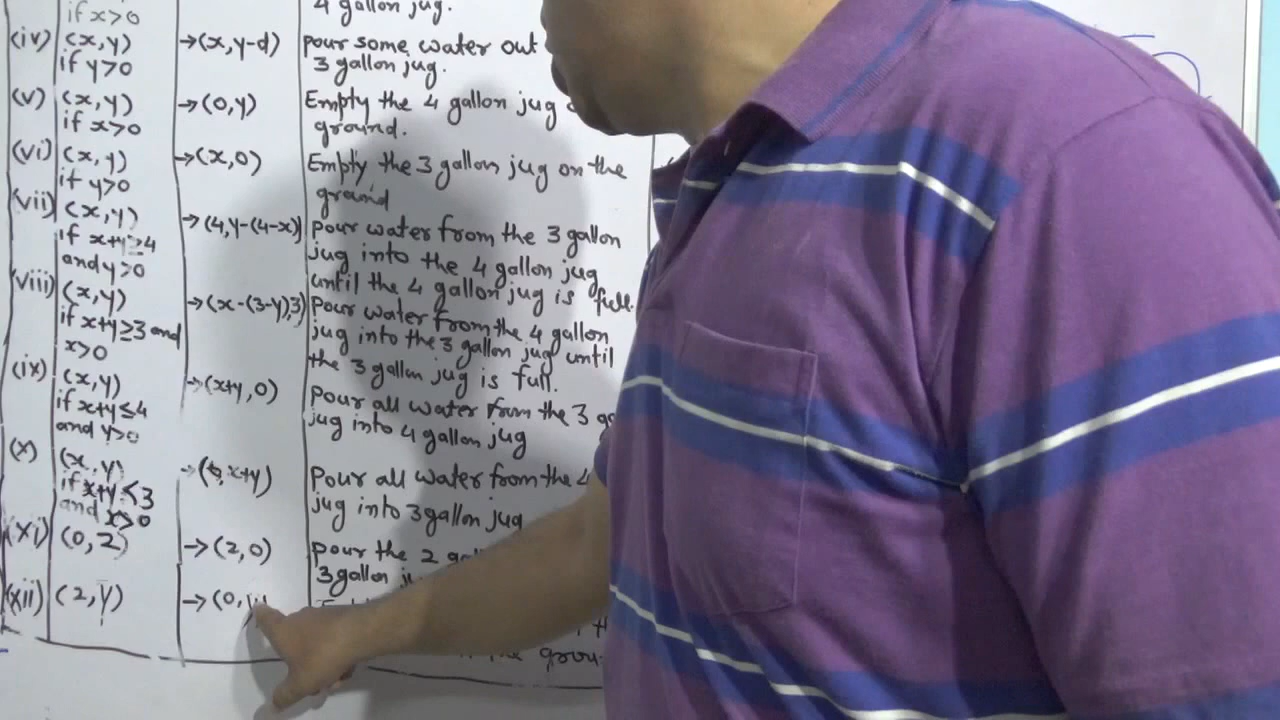 if x>0
4 gallon jug.
(iv) (x,y) →(x,y-d) pour some water out
if y>0 3 gallon jug.
(v) (x,y) →(0,y) Empty the 4 gallon jug
if x>0 ground.
(vi) (x,y) →(x,0) Empty the 3 gallon jug on the
if y>0 ground
(vii) (x,y) →(4,y-(4-x)) pour water from the 3 gallon
if x+y≥4 jug into the 4 gallon jug
and y>0 until the 4 gallon jug is full.
(viii) (x,y) →(x-(3-y),3) Pour water from the 4 gallon
if x+y≥3 and jug into the 3 gallon jug until
x>0 the 3 gallon jug is full.
(ix) (x,y) →(x+y,0) Pour all water from the 3
if x+y≤4 jug into 4 gallon jug
and y>0
(x) (x,y) →(0,x+y) Pour all water from the 4
if x+y≤3 jug into 3 gallon jug
and x>0
(xi) (0,2) →(2,0) pour the 2
3 gallon
(xii) (2,y) →(0,y)
the